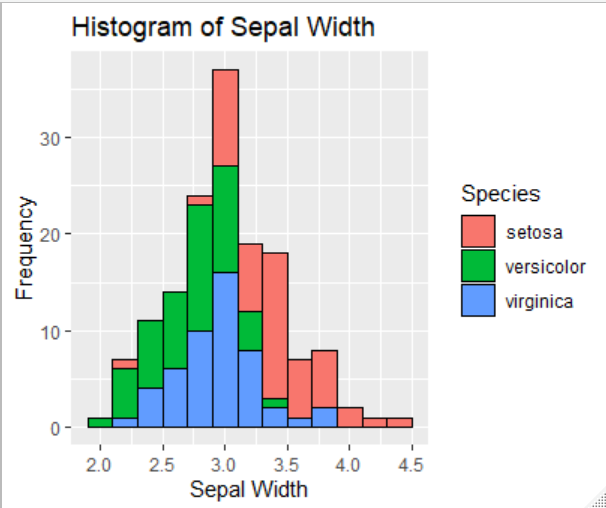 Histogram of Sepal Width
Frequency
30
20
10
0
2.0 2.5 3.0 3.5 4.0 4.5
Sepal Width
Species
setosa
versicolor
virginica